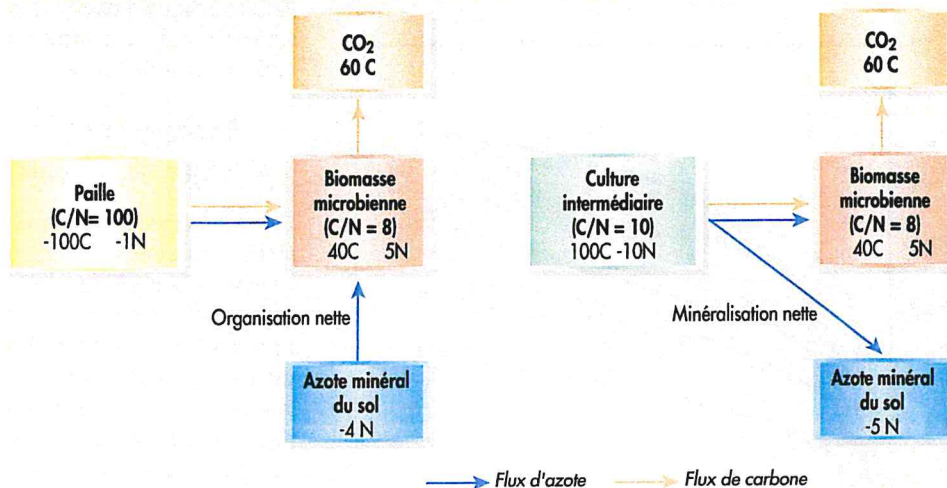 CO2
60 C
Paille
(C/N= 100)
-100C -1N
Biomasse
microbienne
(C/N = 8)
40C 5N
Organisation nette
Azote minéral
du sol
-4 N
CO2
60 C
Culture
intermédiaire
(C/N = 10)
100C -10N
Biomasse
microbienne
(C/N = 8)
40C 5N
Minéralisation nette
Azote minéral
du sol
-5 N
Flux d'azote
Flux de carbone